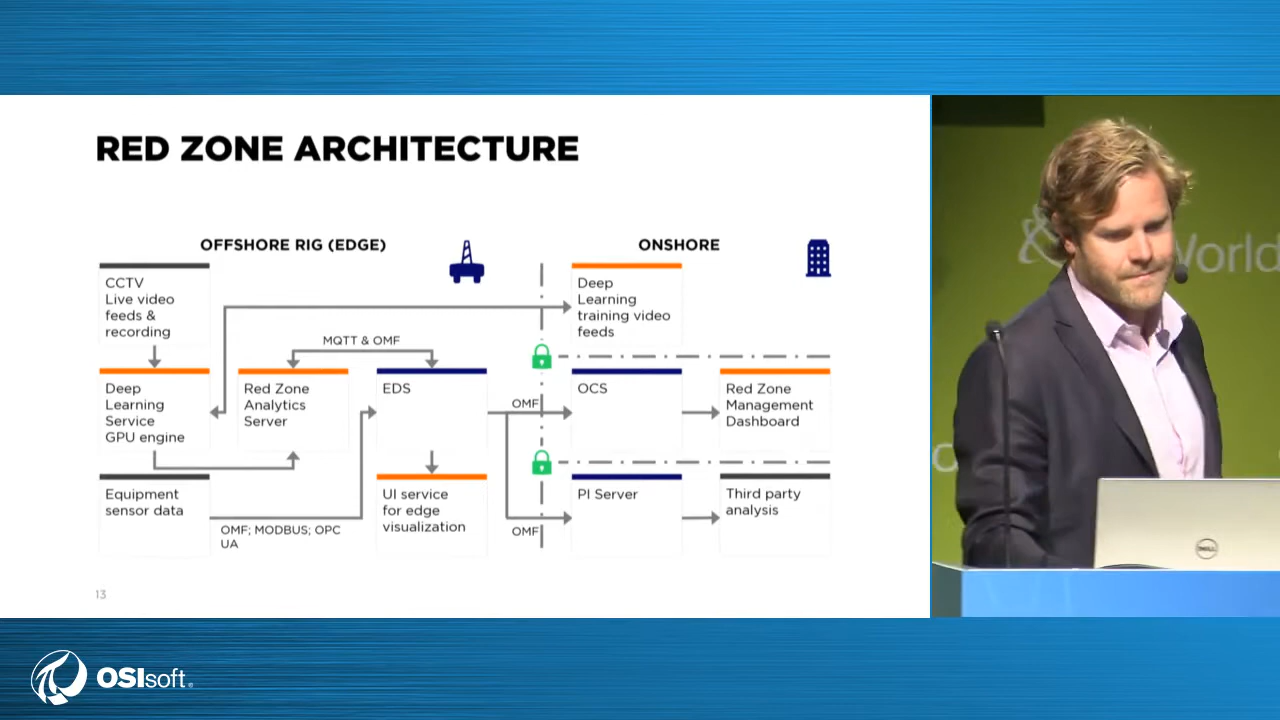 RED ZONE ARCHITECTURE
OFFSHORE RIG (EDGE)
ONSHORE
CCTV
Live video
feeds &
recording
Deep
Learning
training video
feeds
MQTT & OMF
Deep
Learning
Service
GPU engine
Red Zone
Analytics
Server
EDS
OMF
OCS
Red Zone
Management
Dashboard
Equipment
sensor data
OMF; MODBUS; OPC
UA
UI service
for edge
visualization
OMF
PI Server
Third party
analysis
13
& World
DELL
OSIsoft.